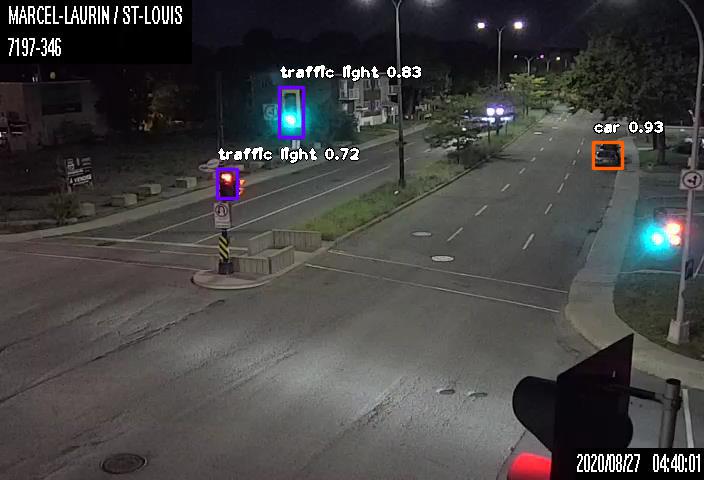 MARCEL-LAURIN / ST-LOUIS
7197-346
traffic light 0.83
car 0.93
traffic light 0.72
2020/08/27 04:40:01